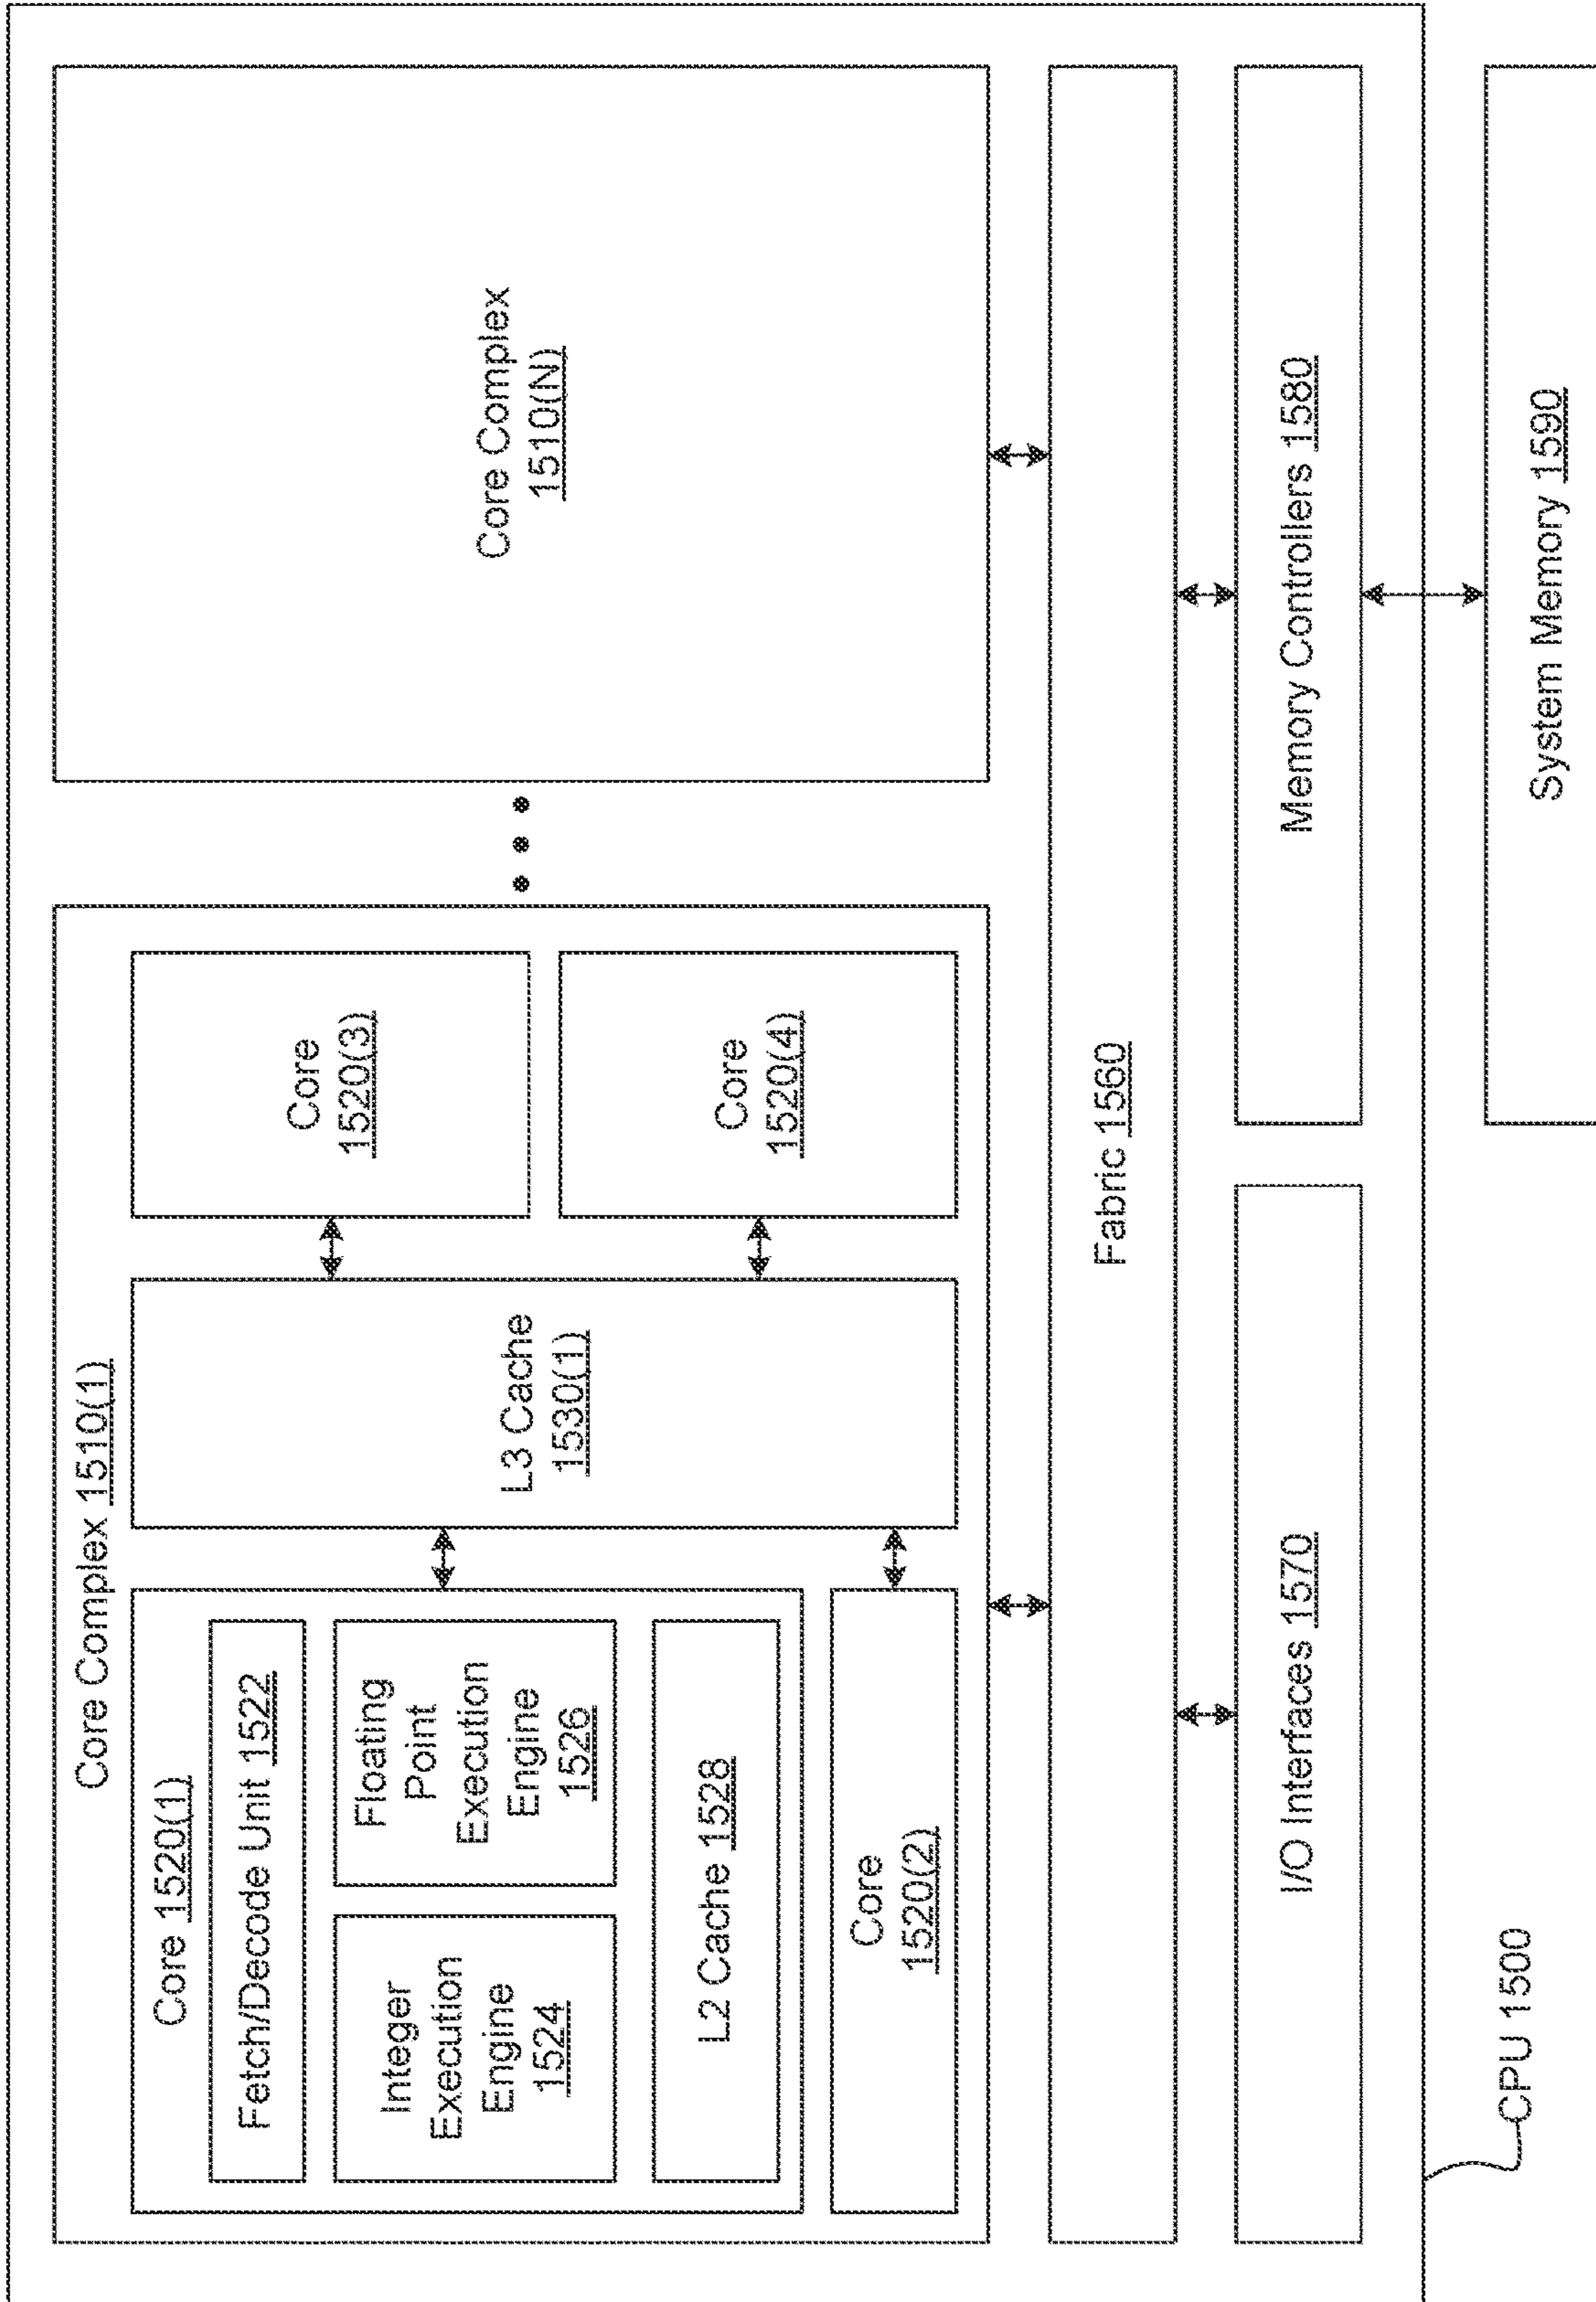 Core Complex 1510(1)
Core 1520(1)
Fetch/Decode Unit 1522
Integer
Execution
Engine
1524
Floating
Point
Execution
Engine
1526
L2 Cache 1528
Core
1520(2)
L3 Cache
1530(1)
Core
1520(3)
Core
1520(4)
Core Complex
1510(N)
Fabric 1560
I/O Interfaces 1570
Memory Controllers 1580
CPU 1500
System Memory 1590